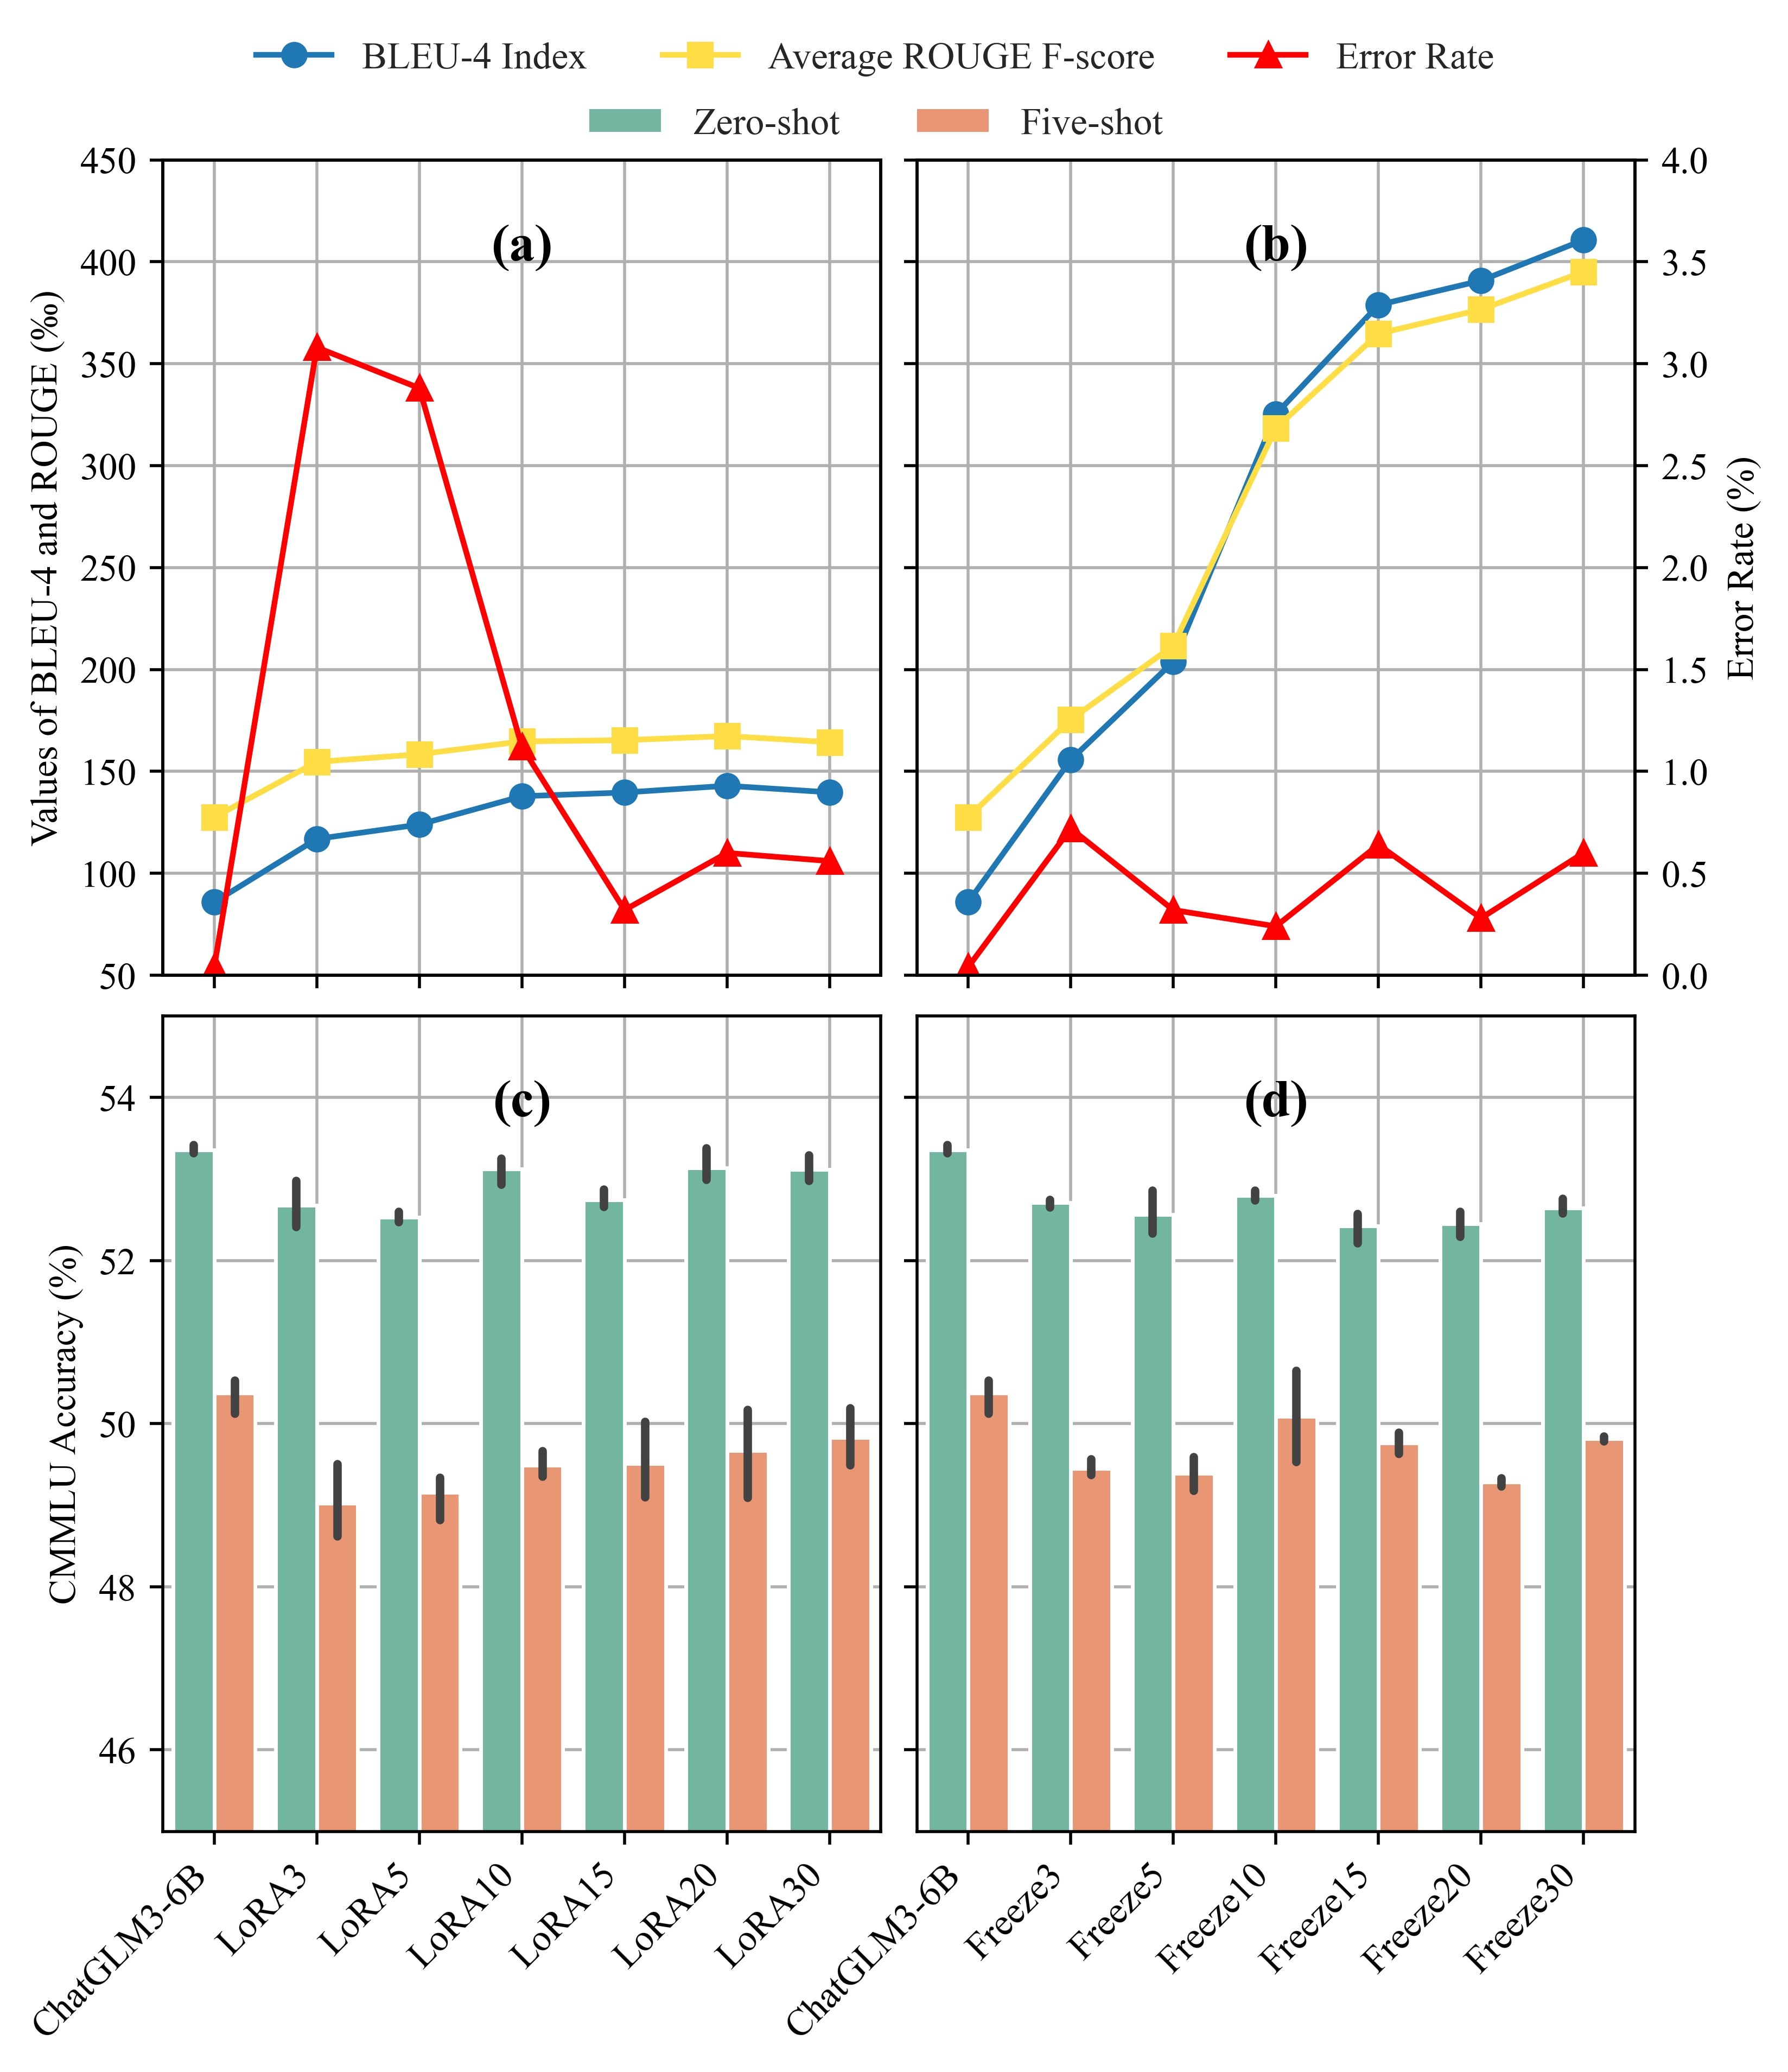 BLEU-4 Index Average ROUGE F-score Error Rate
Zero-shot Five-shot
450
400
350
300
250
200
150
100
50
Values of BLEU-4 and ROUGE (‰)
(a)
(b)
4.0
3.5
3.0
2.5
2.0
1.5
1.0
0.5
0.0
Error Rate (%)
54
52
50
48
46
CMMLU Accuracy (%)
(c)
(d)
ChatGLM3-6B
LoRA3
LoRA5
LoRA10
LoRA15
LoRA20
LoRA30
ChatGLM3-6B
Freeze3
Freeze5
Freeze10
Freeze15
Freeze20
Freeze30